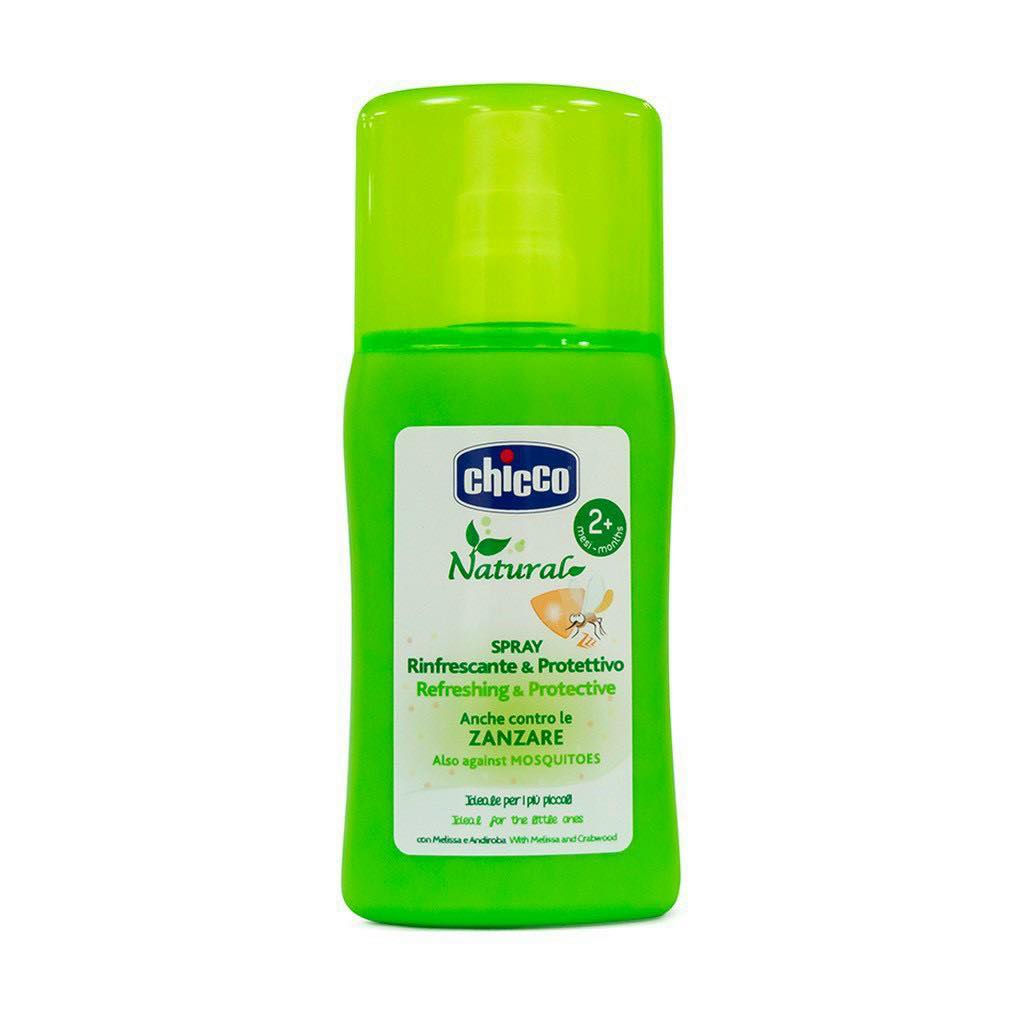 chicco
2+
mesi - months
Natural
SPRAY
Rinfrescante & Protettivo
Refreshing & Protective
Anche contro le
ZANZARE
Also against MOSQUITOES
Ideale per i più piccoli
Ideal for the little ones
con Melissa e Andiroba With Melissa and Crabwood